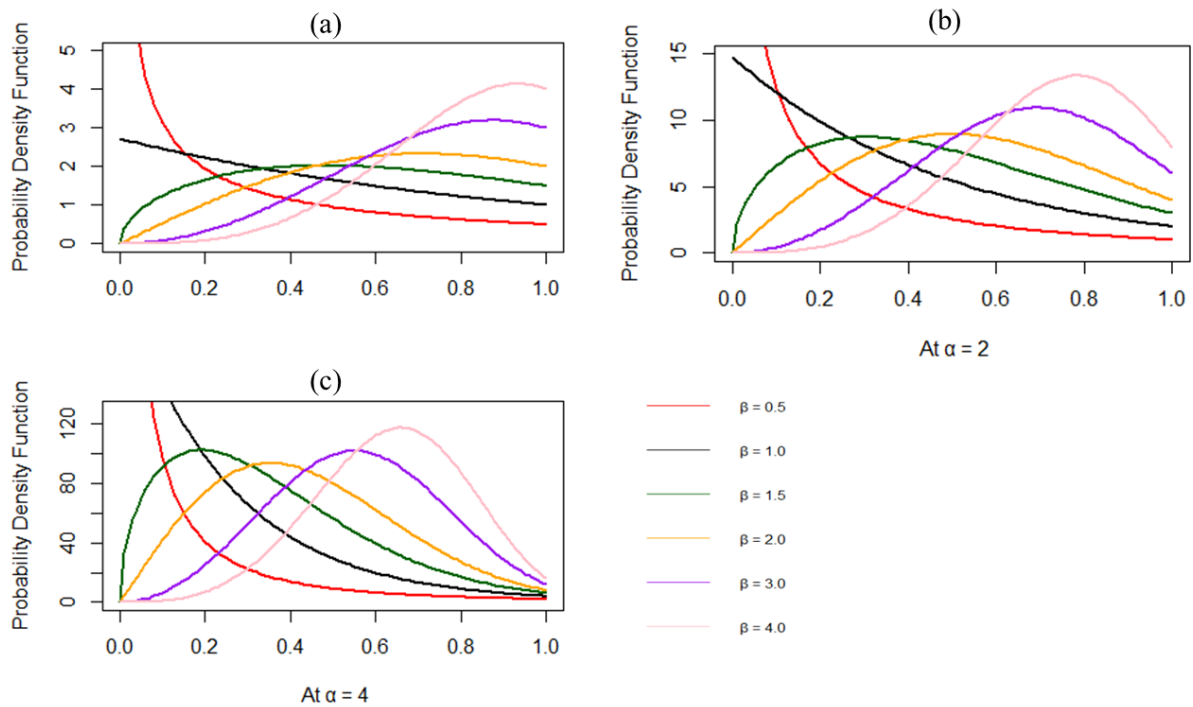 (a)
Probability Density Function
5
4
3
2
1
0
0.0 0.2 0.4 0.6 0.8 1.0
(b)
Probability Density Function
15
10
5
0
0.0 0.2 0.4 0.6 0.8 1.0
At α = 2
(c)
Probability Density Function
120
80
40
0
0.0 0.2 0.4 0.6 0.8 1.0
At α = 4
β = 0.5
β = 1.0
β = 1.5
β = 2.0
β = 3.0
β = 4.0